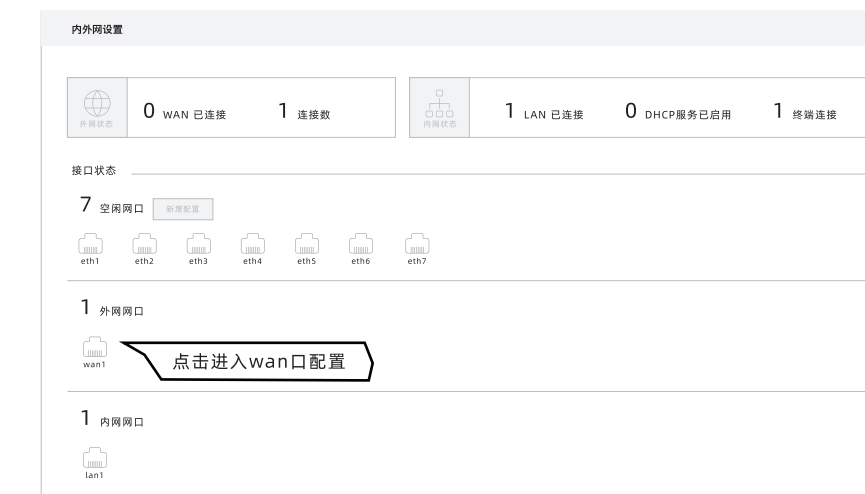 内外网设置
外网状态
0 WAN 已连接 1 连接数
内网状态
1 LAN 已连接 0 DHCP服务已启用 1 终端连接
接口状态
7 空闲网口 新增配置
eth1 eth2 eth3 eth4 eth5 eth6 eth7
1 外网网口
wan1
点击进入wan口配置
1 内网网口
lan1